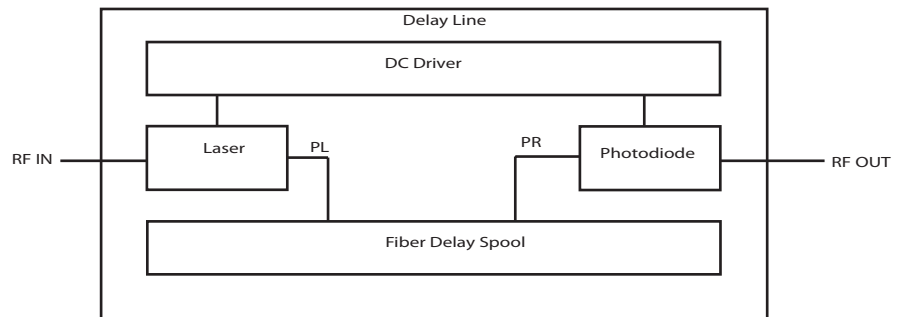 Delay Line
DC Driver
Laser
PL
PR
Photodiode
RF IN
RF OUT
Fiber Delay Spool